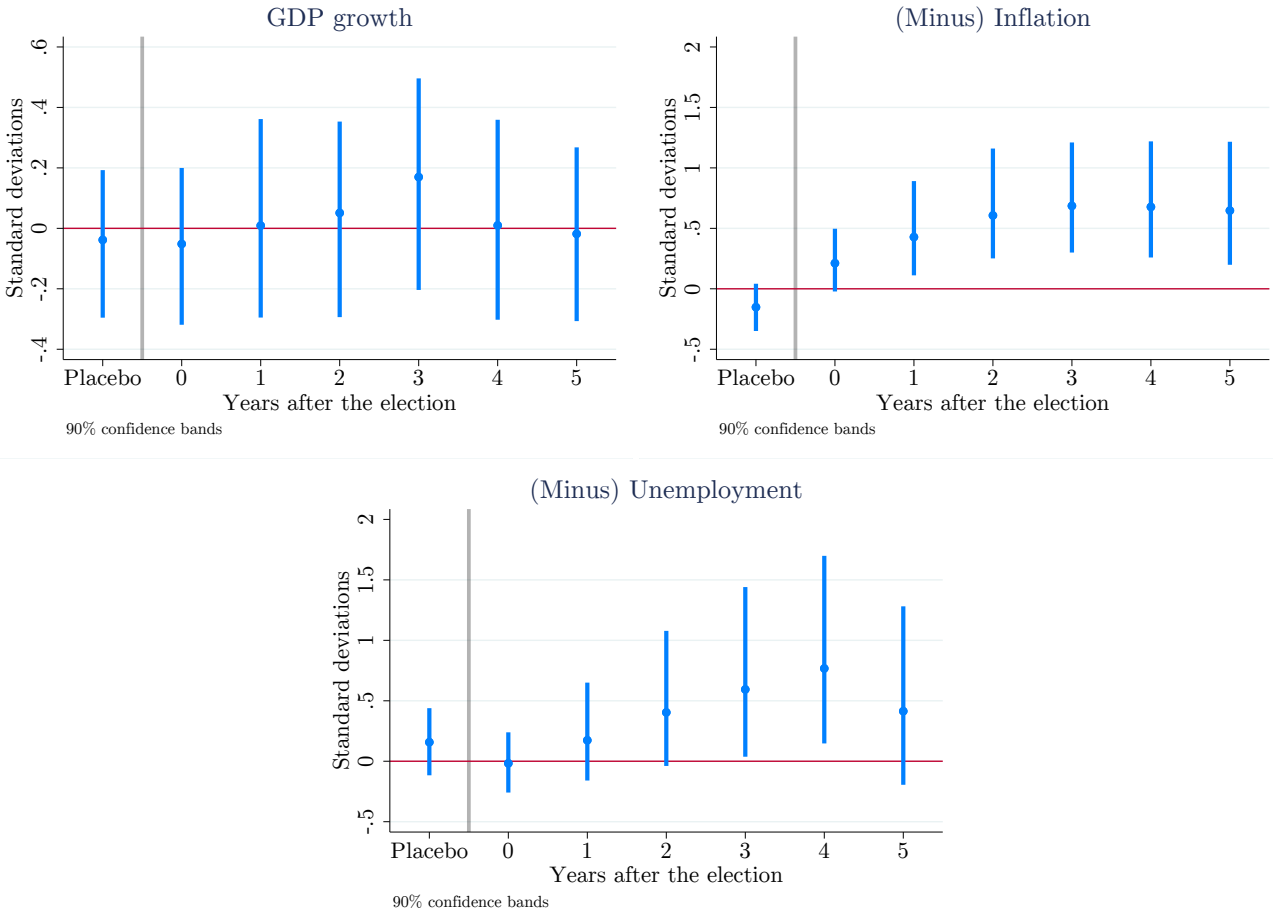 GDP growth
Standard deviations
.6
.4
.2
0
-.2
-.4
Placebo 0 1 2 3 4 5
Years after the election
90% confidence bands
(Minus) Inflation
Standard deviations
2
1.5
1
.5
0
-.5
Placebo 0 1 2 3 4 5
Years after the election
90% confidence bands
(Minus) Unemployment
Standard deviations
2
1.5
1
.5
0
-.5
Placebo 0 1 2 3 4 5
Years after the election
90% confidence bands